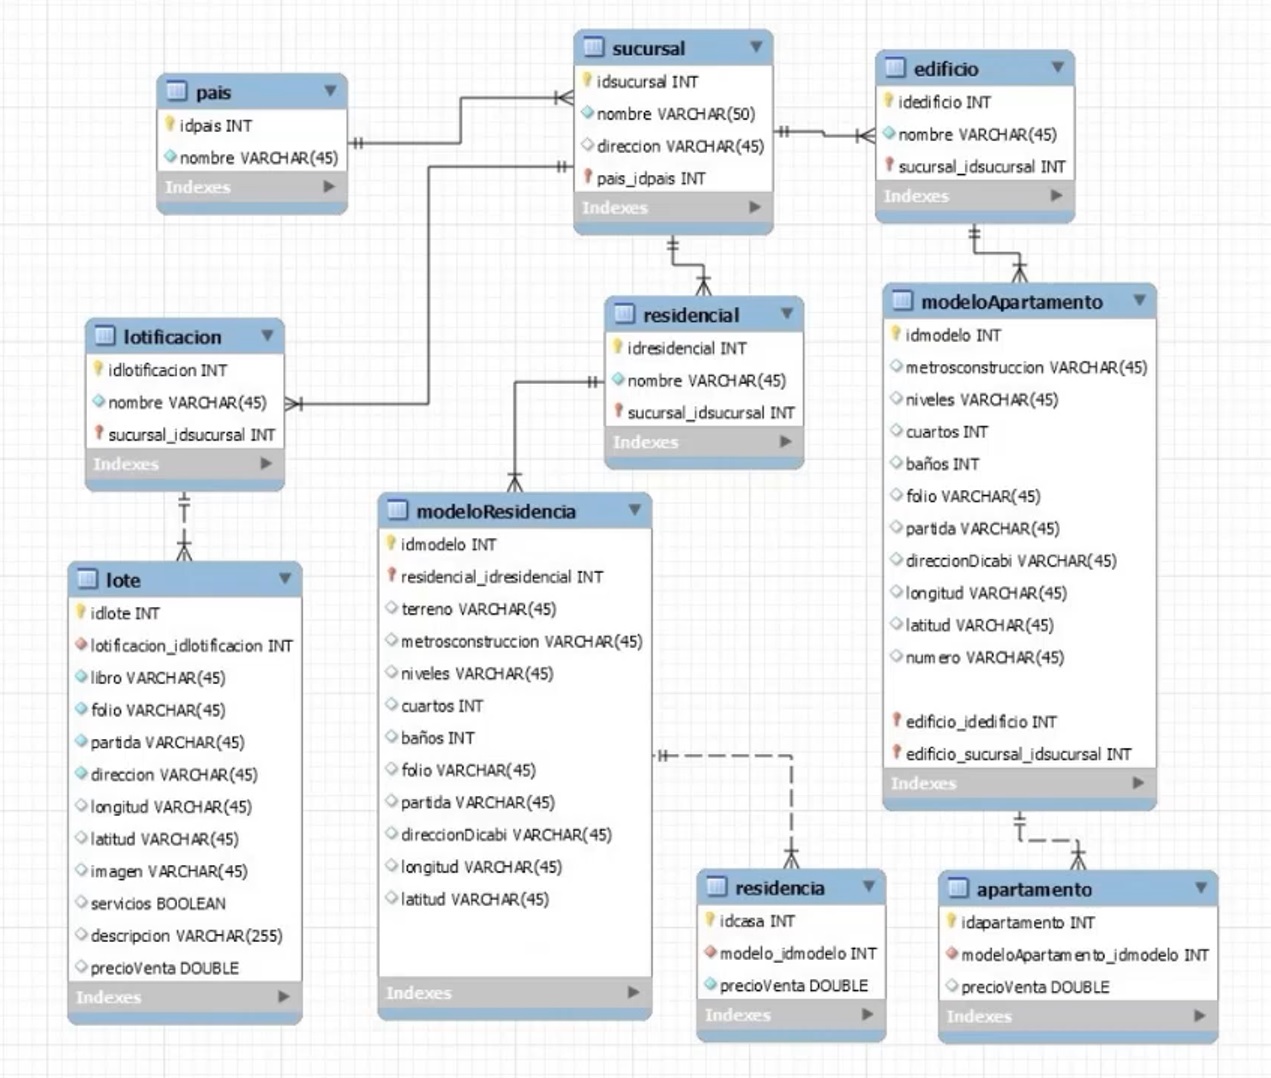 pais
idpais INT
nombre VARCHAR(45)
Indexes
sucursal
idsucursal INT
nombre VARCHAR(50)
direccion VARCHAR(45)
pais_idpais INT
Indexes
edificio
idedificio INT
nombre VARCHAR(45)
sucursal_idsucursal INT
Indexes
lotificacion
idlotificacion INT
nombre VARCHAR(45)
sucursal_idsucursal INT
Indexes
residencial
idresidencial INT
nombre VARCHAR(45)
sucursal_idsucursal INT
Indexes
modeloApartamento
idmodelo INT
metrosconstruccion VARCHAR(45)
niveles VARCHAR(45)
cuartos INT
baños INT
folio VARCHAR(45)
partida VARCHAR(45)
direccionDicabi VARCHAR(45)
longitud VARCHAR(45)
latitud VARCHAR(45)
numero VARCHAR(45)
edificio_idedificio INT
edificio_sucursal_idsucursal INT
Indexes
lote
idlote INT
lotificacion_idlotificacion INT
libro VARCHAR(45)
folio VARCHAR(45)
partida VARCHAR(45)
direccion VARCHAR(45)
longitud VARCHAR(45)
latitud VARCHAR(45)
imagen VARCHAR(45)
servicios BOOLEAN
descripcion VARCHAR(255)
precioVenta DOUBLE
Indexes
modeloResidencia
idmodelo INT
residencial_idresidencial INT
terreno VARCHAR(45)
metrosconstruccion VARCHAR(45)
niveles VARCHAR(45)
cuartos INT
baños INT
folio VARCHAR(45)
partida VARCHAR(45)
direccionDicabi VARCHAR(45)
longitud VARCHAR(45)
latitud VARCHAR(45)
Indexes
residencia
idcasa INT
modelo_idmodelo INT
precioVenta DOUBLE
Indexes
apartamento
idapartamento INT
modeloApartamento_idmodelo INT
precioVenta DOUBLE
Indexes